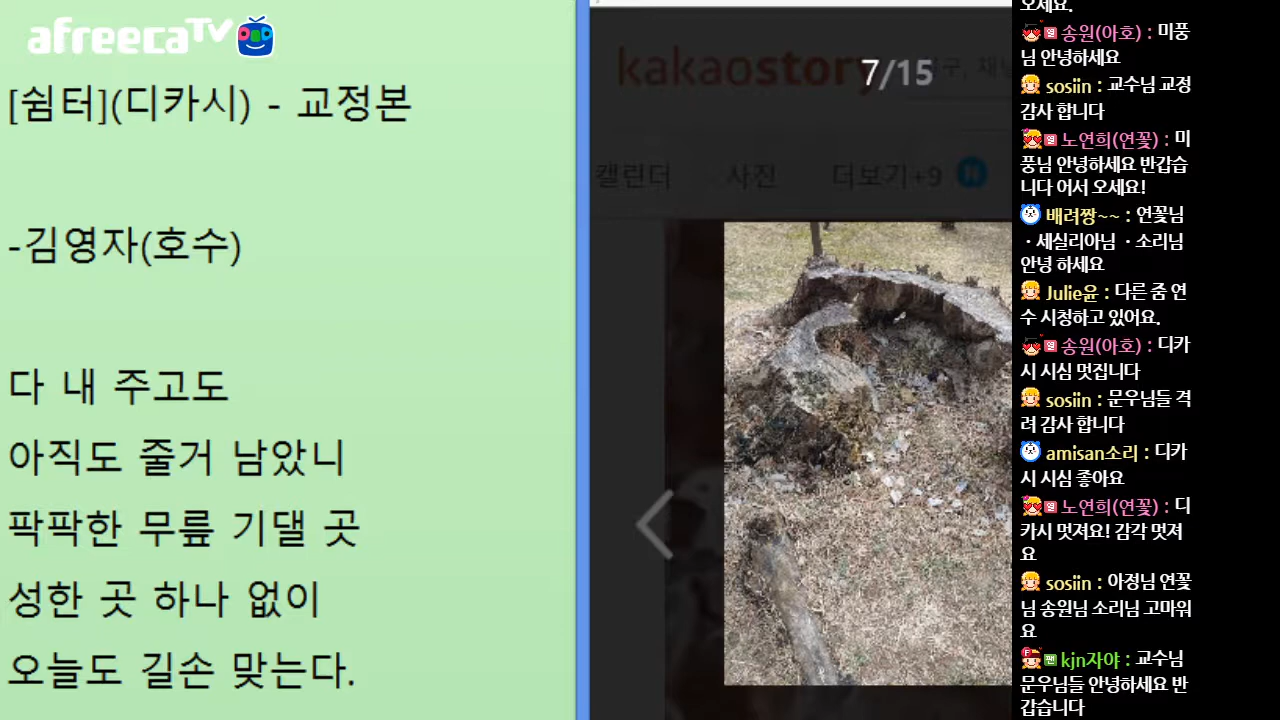 afreecaTV
[쉼터](디카시) - 교정본
-김영자(호수)
다 내 주고도
아직도 줄거 남았니
팍팍한 무릎 기댈 곳
성한 곳 하나 없이
오늘도 길손 맞는다.
kakaostory
7/15
캘린더 사진 더보기+9 N
오세요.
송원(아호) : 미풍
님 안녕하세요
sosiin : 교수님 교정
감사 합니다
노연희(연꽃) : 미
풍님 안녕하세요 반갑습
니다 어서 오세요!
배려짱~~ : 연꽃님
·세실리아님 ·소리님
안녕 하세요
Julie윤 : 다른 줌 연
수 시청하고 있어요.
송원(아호) : 디카
시 시심 멋집니다
sosiin : 문우님들 격
려 감사 합니다
amisan소리 : 디카
시 시심 좋아요
노연희(연꽃) : 디
카시 멋져요! 감각 멋져
요
sosiin : 아정님 연꽃
님 송원님 소리님 고마워
요
kjn자야 : 교수님
문우님들 안녕하세요 반
갑습니다